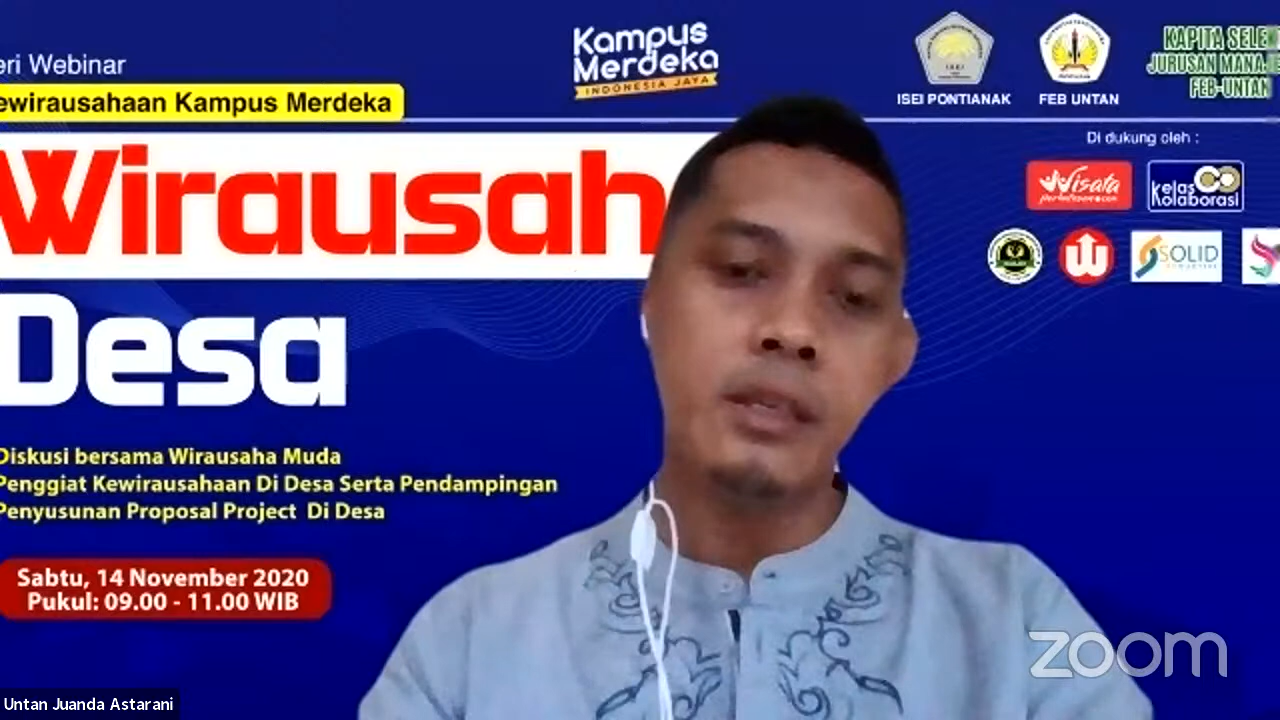 eri Webinar
ewirausahaan Kampus Merdeka
Wirausah
Desa
Diskusi bersama Wirausaha Muda
Penggiat Kewirausahaan Di Desa Serta Pendampingan
Penyusunan Proposal Project Di Desa
Sabtu, 14 November 2020
Pukul: 09.00 - 11.00 WIB
Kampus
Merdeka
INDONESIA JAYA
ISEI PONTIANAK
FEB UNTAN
KAPITA SELE
JURUSAN MANAJE
FEB-UNTAN
Di dukung oleh :
Wisata
kelas
kolaborasi
SOLID
zoom
Untan Juanda Astarani